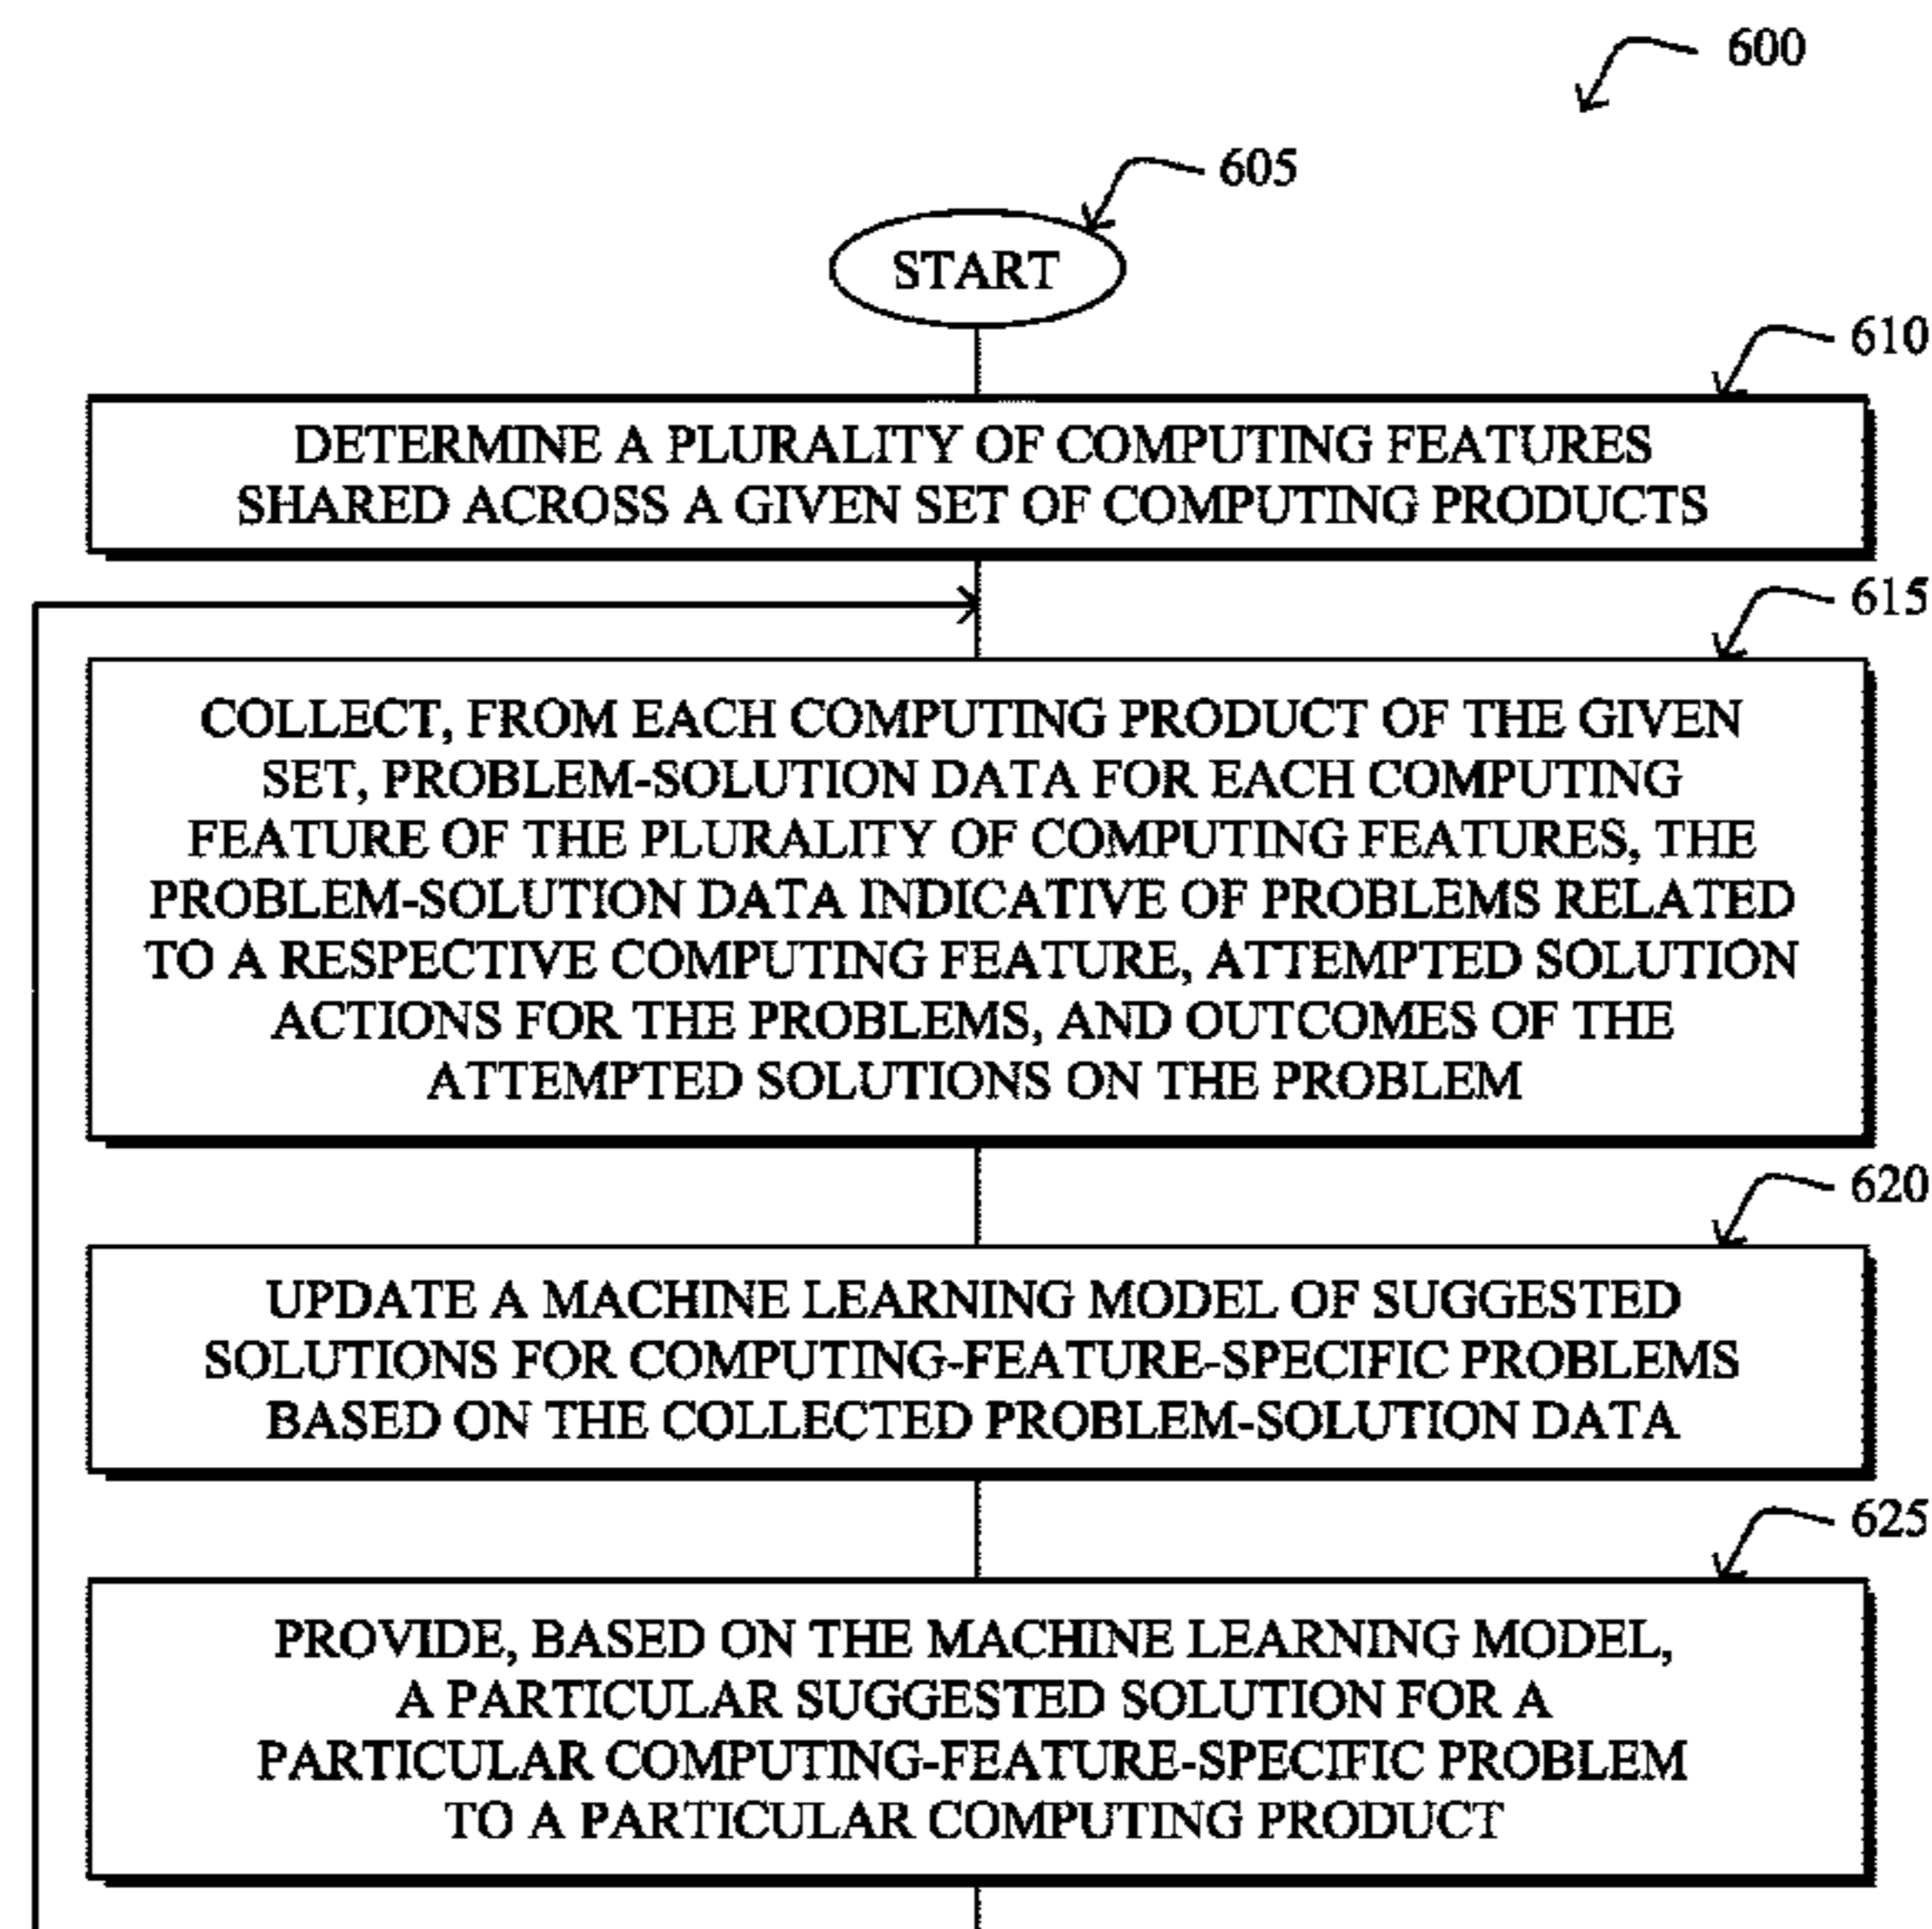 600
605
START
610
DETERMINE A PLURALITY OF COMPUTING FEATURES
SHARED ACROSS A GIVEN SET OF COMPUTING PRODUCTS
615
COLLECT, FROM EACH COMPUTING PRODUCT OF THE GIVEN
SET, PROBLEM-SOLUTION DATA FOR EACH COMPUTING
FEATURE OF THE PLURALITY OF COMPUTING FEATURES, THE
PROBLEM-SOLUTION DATA INDICATIVE OF PROBLEMS RELATED
TO A RESPECTIVE COMPUTING FEATURE, ATTEMPTED SOLUTION
ACTIONS FOR THE PROBLEMS, AND OUTCOMES OF THE
ATTEMPTED SOLUTIONS ON THE PROBLEM
620
UPDATE A MACHINE LEARNING MODEL OF SUGGESTED
SOLUTIONS FOR COMPUTING-FEATURE-SPECIFIC PROBLEMS
BASED ON THE COLLECTED PROBLEM-SOLUTION DATA
625
PROVIDE, BASED ON THE MACHINE LEARNING MODEL,
A PARTICULAR SUGGESTED SOLUTION FOR A
PARTICULAR COMPUTING-FEATURE-SPECIFIC PROBLEM
TO A PARTICULAR COMPUTING PRODUCT